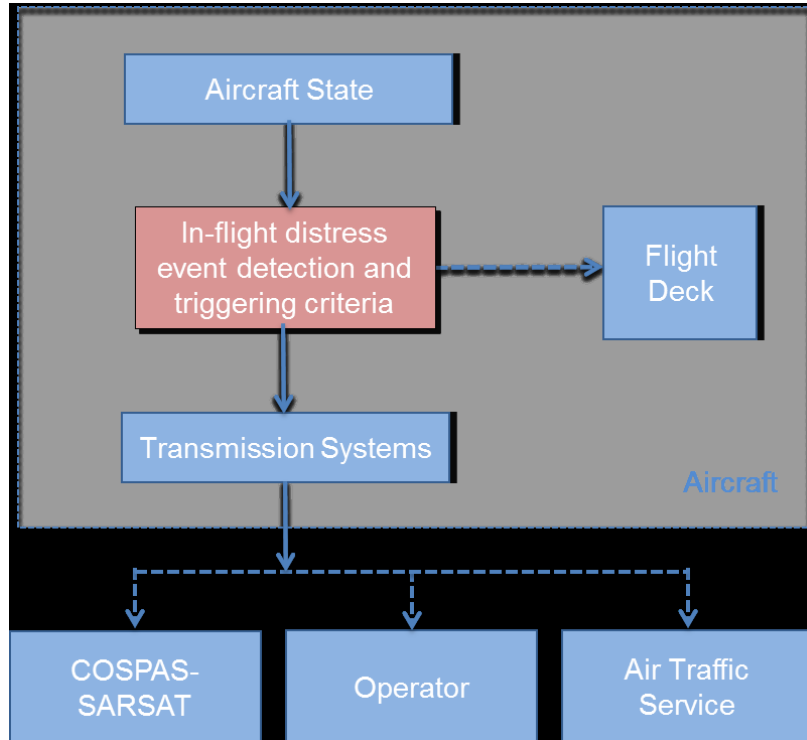 Aircraft State
In-flight distress
event detection and
triggering criteria
Flight
Deck
Transmission Systems
Aircraft
COSPAS-
SARSAT
Operator
Air Traffic
Service